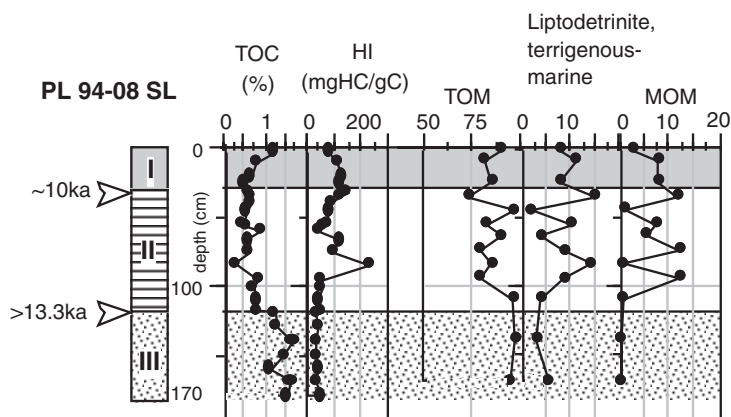 Liptodetrinite,
terrigenous-
marine
TOC
(%)
HI
(mgHC/gC)
PL 94-08 SL
TOM
MOM
0 1 1 0 200 50 75 0 10 0 10 20
0
I
~10ka
depth (cm)
II
100
>13.3ka
III
170